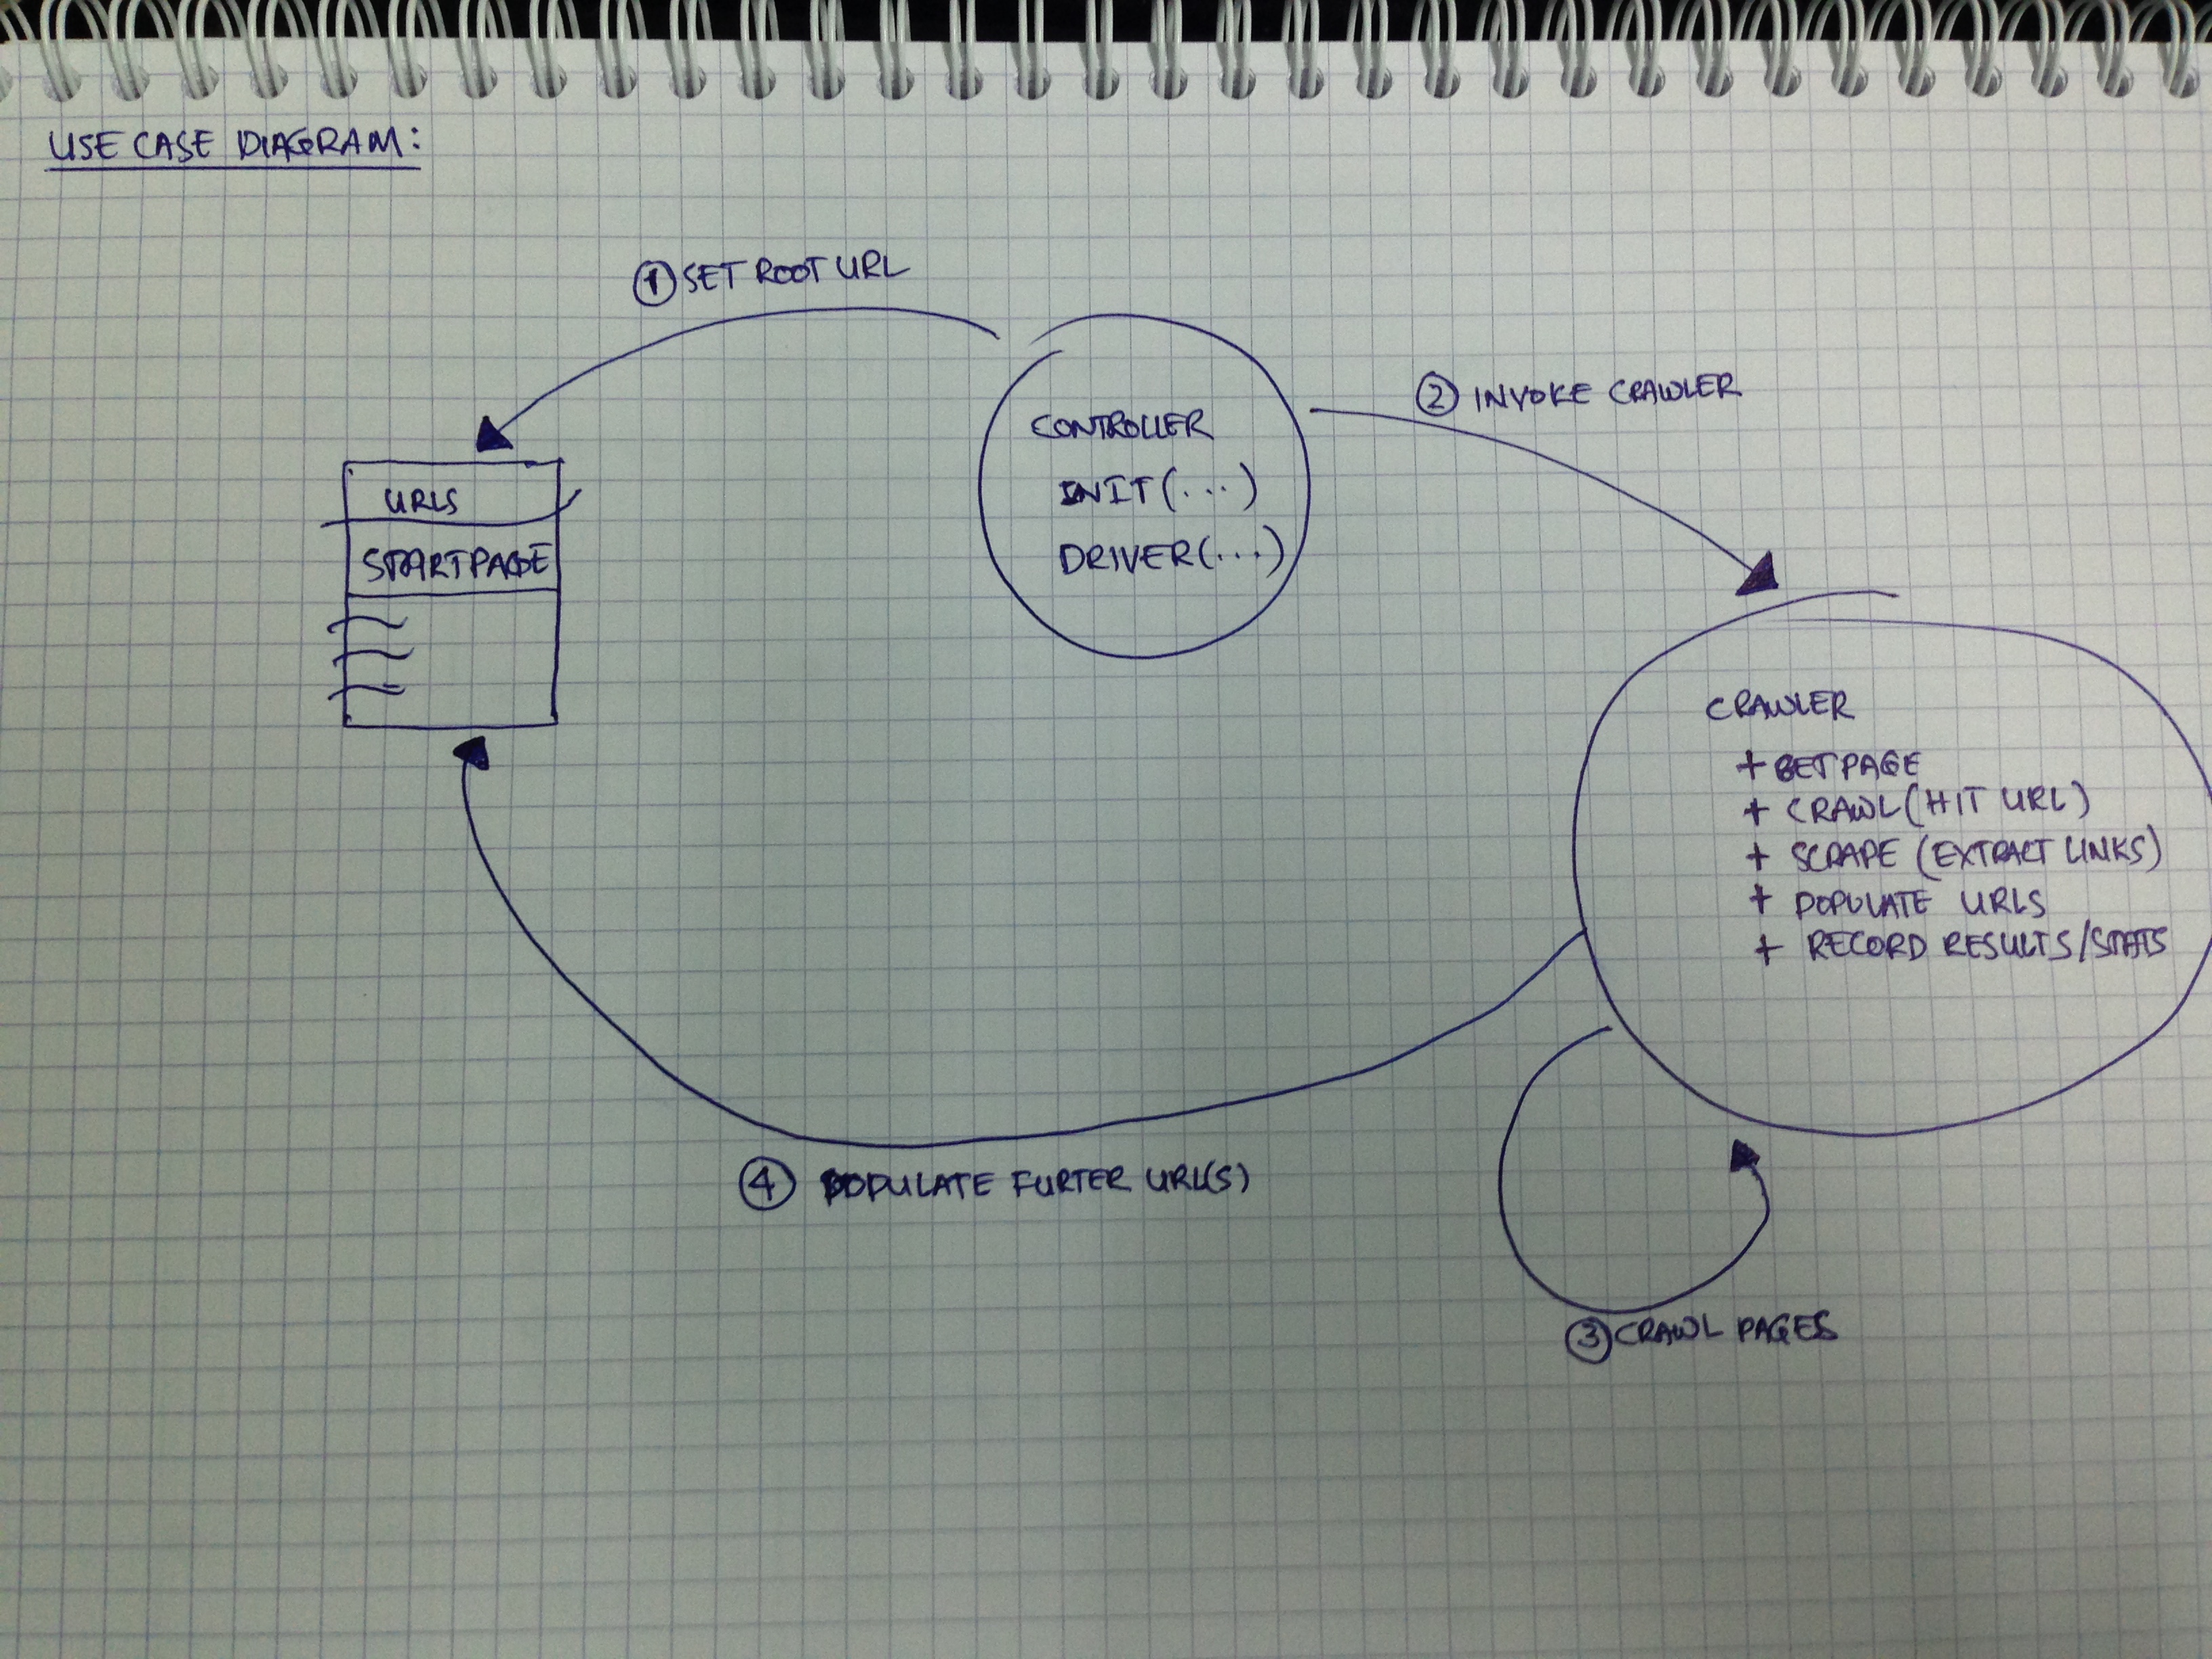 USE CASE DIAGRAM:
① SET ROOT URL
URLS
STARTPAGE
CONTROLLER
INIT(...)
DRIVER(...)
② INVOKE CRAWLER
CRAWLER
+ GET PAGE
+ CRAWL (HIT URL)
+ SCRAPE (EXTRACT LINKS)
+ POPULATE URLS
+ RECORD RESULTS/STATS
④ POPULATE FURTER URL(S)
③ CRAWL PAGES